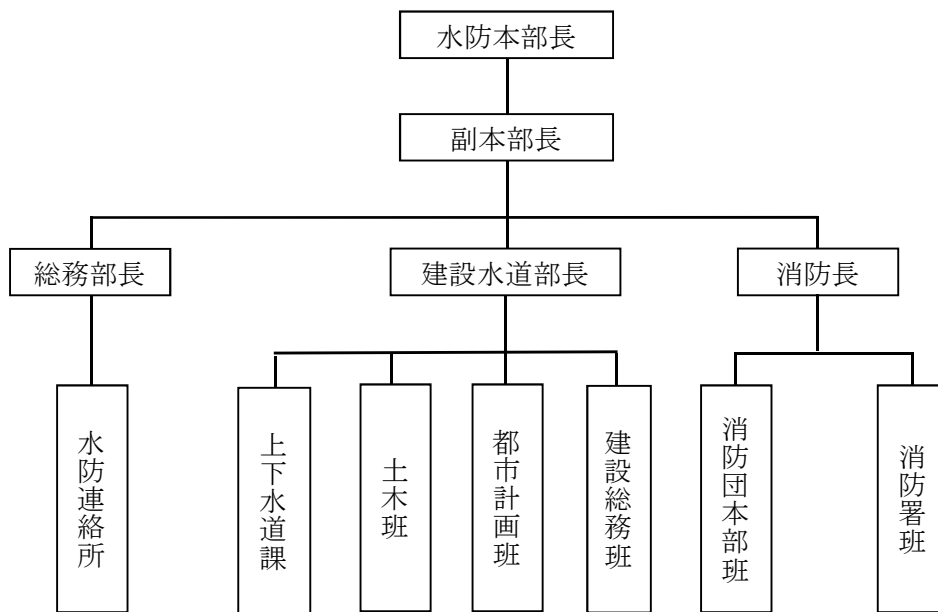 水防本部長
副本部長
総務部長
建設水道部長
消防長
水防連絡所
上下水道課
土木班
都市計画班
建設総務班
消防団本部班
消防署班